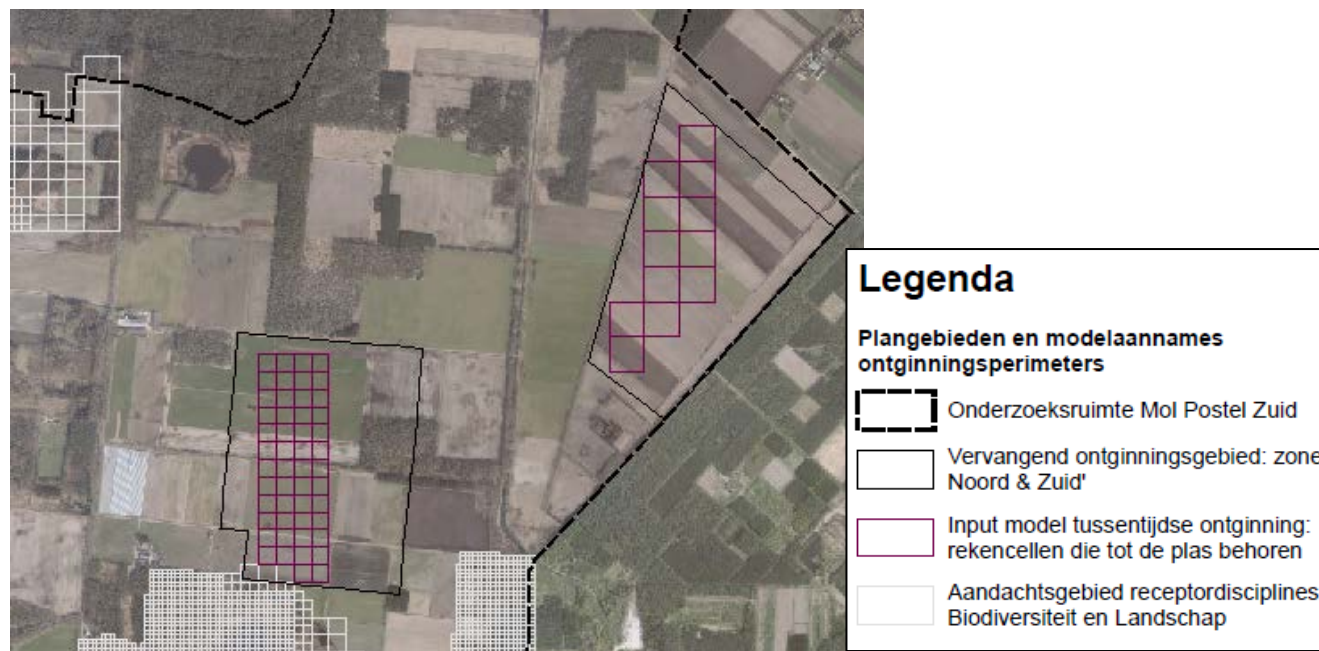 Legenda
Plangebieden en modelaannames
ontginningsperimeters
Onderzoeksruimte Mol Postel Zuid
Vervangend ontginningsgebied: zone
Noord & Zuid'
Input model tussentijdse ontginning:
rekencellen die tot de plas behoren
Aandachtsgebied receptordisciplines
Biodiversiteit en Landschap